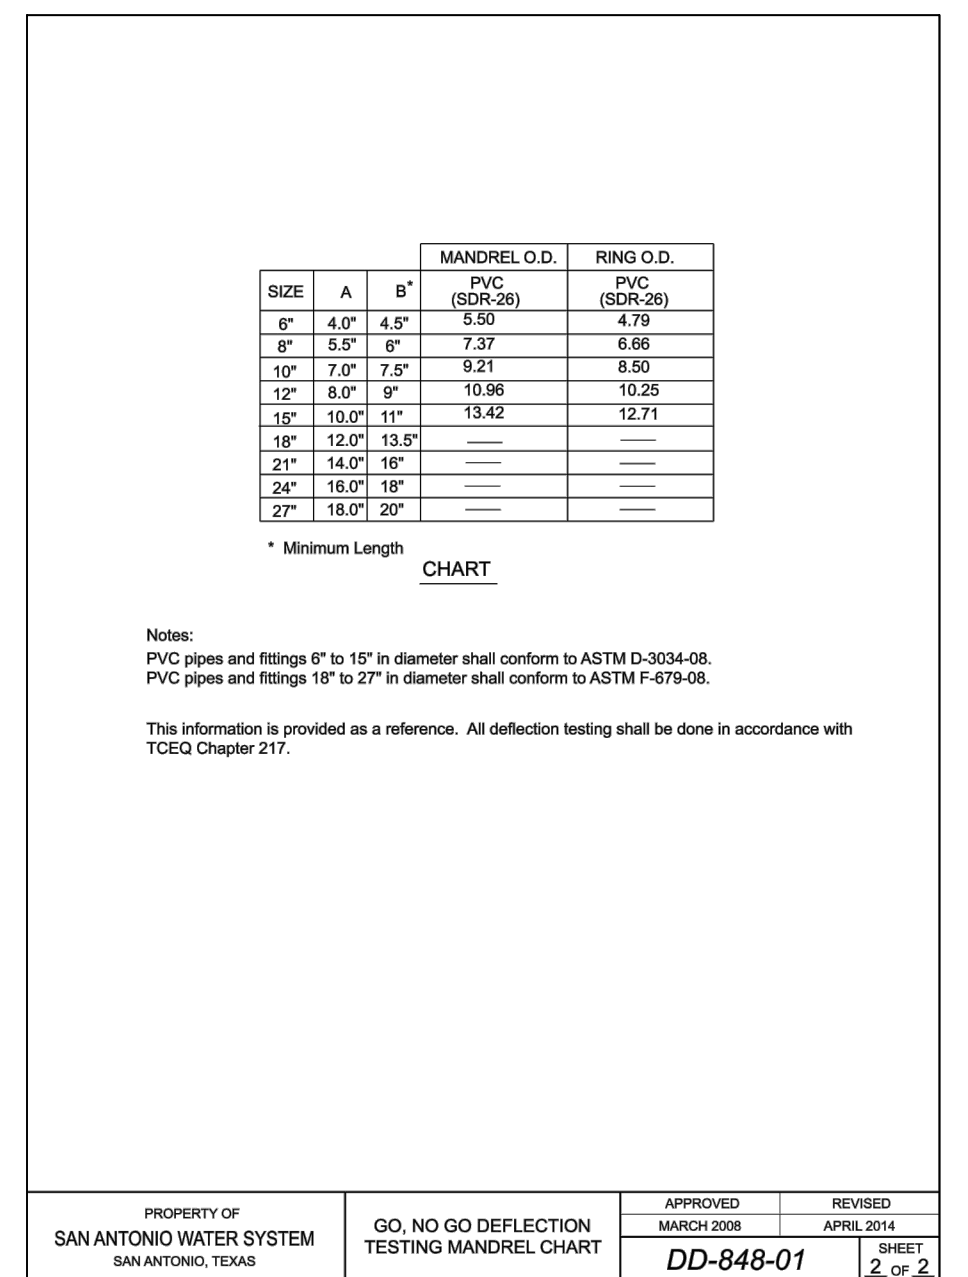 MANDREL O.D. RING O.D.
SIZE A B* PVC (SDR-26) PVC (SDR-26)
6" 4.0" 4.5" 5.50 4.79
8" 5.5" 6" 7.37 6.66
10" 7.0" 7.5" 9.21 8.50
12" 8.0" 9" 10.96 10.25
15" 10.0" 11" 13.42 12.71
18" 12.0" 13.5" —— ——
21" 14.0" 16" —— ——
24" 16.0" 18" —— ——
27" 18.0" 20" —— ——
* Minimum Length
CHART
Notes:
PVC pipes and fittings 6" to 15" in diameter shall conform to ASTM D-3034-08.
PVC pipes and fittings 18" to 27" in diameter shall conform to ASTM F-679-08.
This information is provided as a reference. All deflection testing shall be done in accordance with
TCEQ Chapter 217.
PROPERTY OF
SAN ANTONIO WATER SYSTEM
SAN ANTONIO, TEXAS
GO, NO GO DEFLECTION
TESTING MANDREL CHART
APPROVED REVISED
MARCH 2008 APRIL 2014
DD-848-01
SHEET
2 OF 2